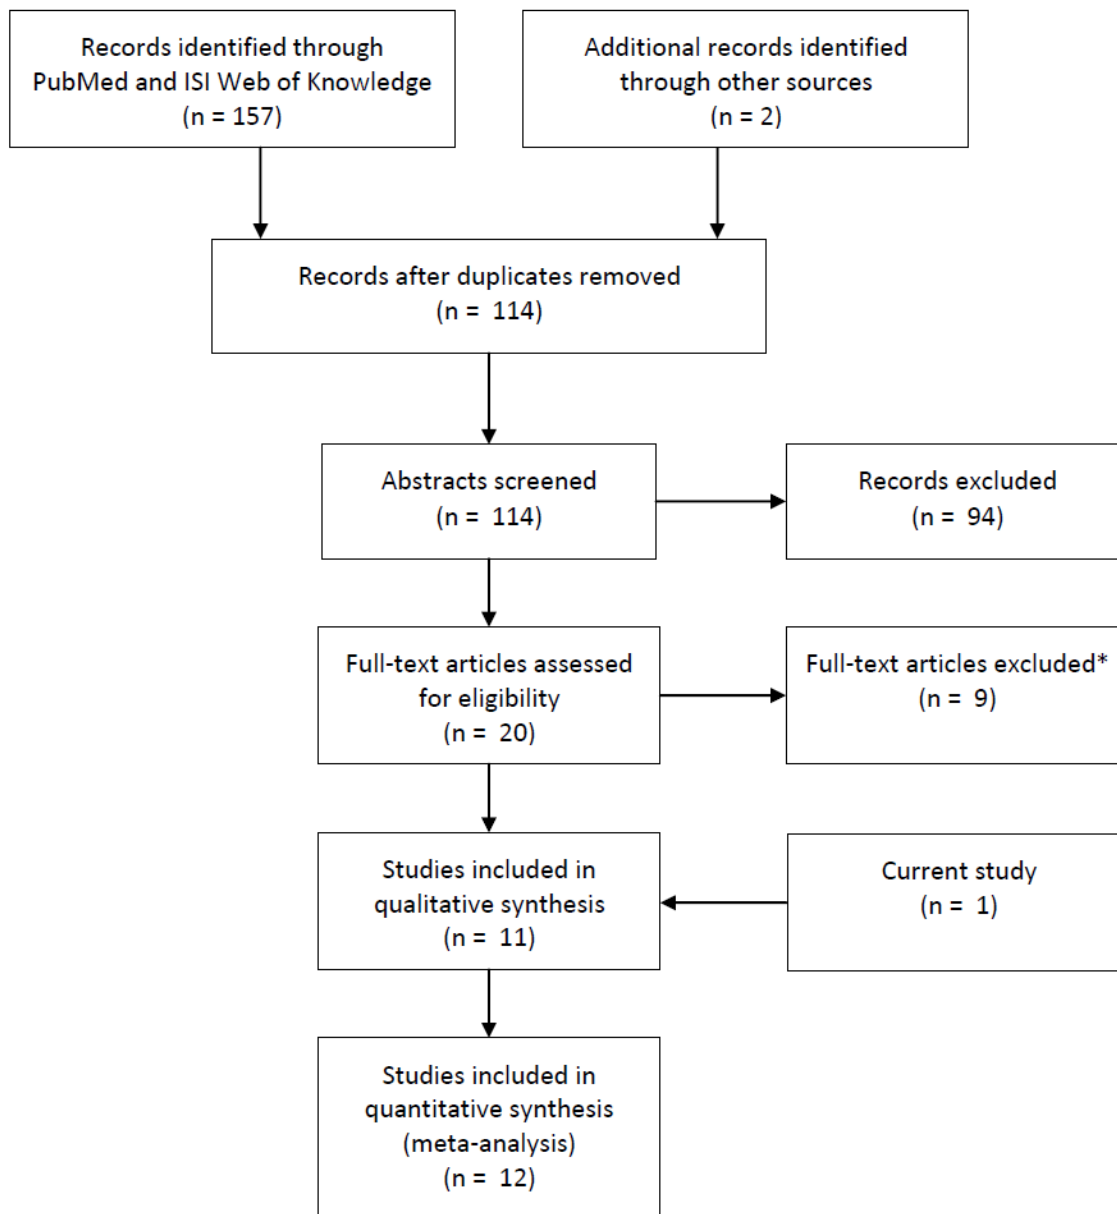 Records identified through
PubMed and ISI Web of Knowledge
(n = 157)
Additional records identified
through other sources
(n = 2)
Records after duplicates removed
(n = 114)
Abstracts screened
(n = 114)
Records excluded
(n = 94)
Full-text articles assessed
for eligibility
(n = 20)
Full-text articles excluded*
(n = 9)
Studies included in
qualitative synthesis
(n = 11)
Current study
(n = 1)
Studies included in
quantitative synthesis
(meta-analysis)
(n = 12)